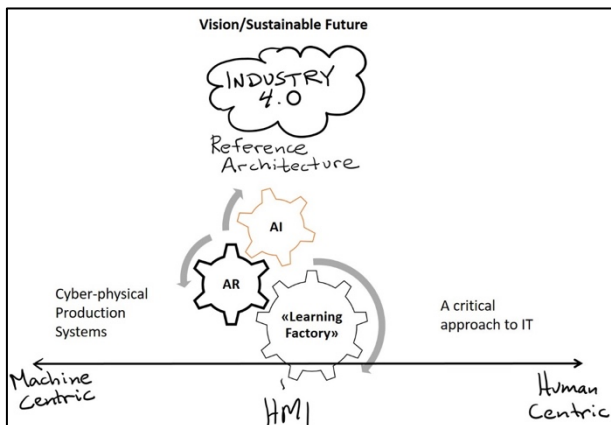 Vision/Sustainable Future
INDUSTRY
4.0
Reference
Architecture
AI
AR
Cyber-physical
Production
Systems
«Learning
Factory»
A critical
approach to IT
Machine
Centric
HMI
Human
Centric